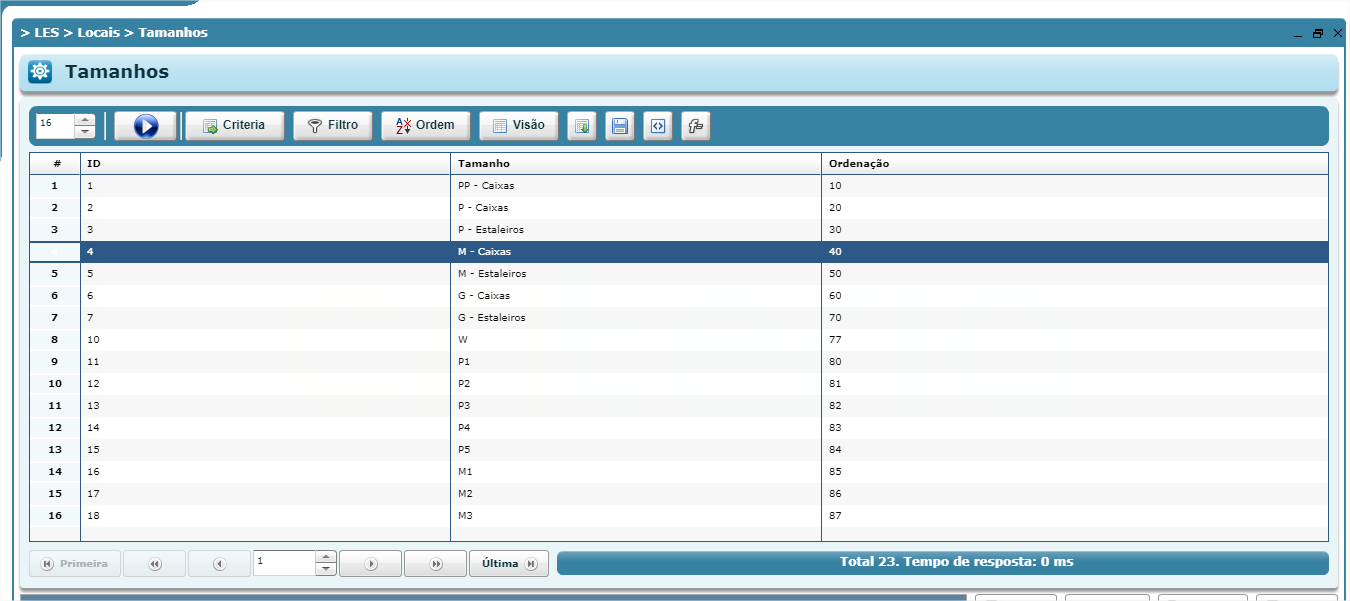 > LES > Locais > Tamanhos
Tamanhos
16 Criteria Filtro Ordem Visão
# ID Tamanho Ordenação
1 1 PP - Caixas 10
2 2 P - Caixas 20
3 3 P - Estaleiros 30
4 M - Caixas 40
5 5 M - Estaleiros 50
6 6 G - Caixas 60
7 7 G - Estaleiros 70
8 10 W 77
9 11 P1 80
10 12 P2 81
11 13 P3 82
12 14 P4 83
13 15 P5 84
14 16 M1 85
15 17 M2 86
16 18 M3 87
Primeira 1 Última Total 23. Tempo de resposta: 0 ms